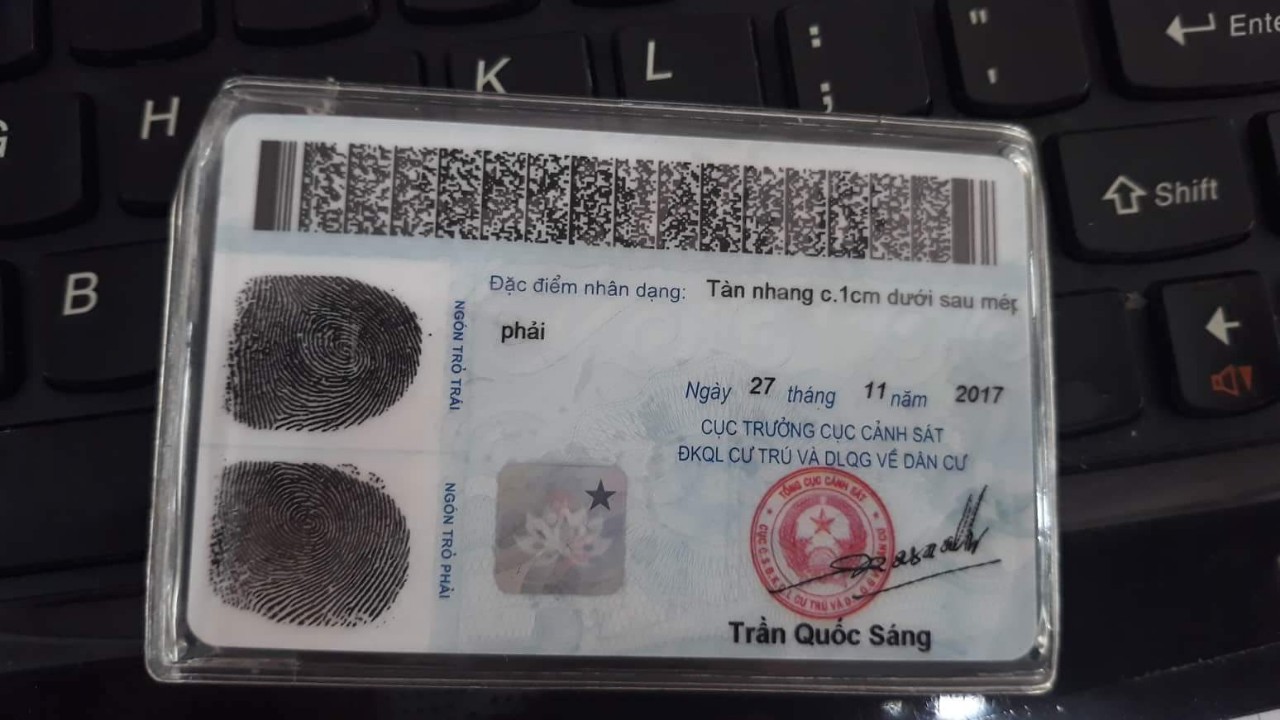 K
L
:
;
"
'
Ente
G
H
Shift
B
Đặc điểm nhân dạng: Tàn nhang c.1cm dưới sau mép
phải
NGÓN TRỎ TRÁI
Ngày 27 tháng 11 năm 2017
CỤC TRƯỞNG CỤC CẢNH SÁT
ĐKQL CƯ TRÚ VÀ DLQG VỀ DÂN CƯ
NGÓN TRỎ PHẢI
TỔNG CỤC CẢNH SÁT
CƯ TRÚ VÀ
Trần Quốc Sáng